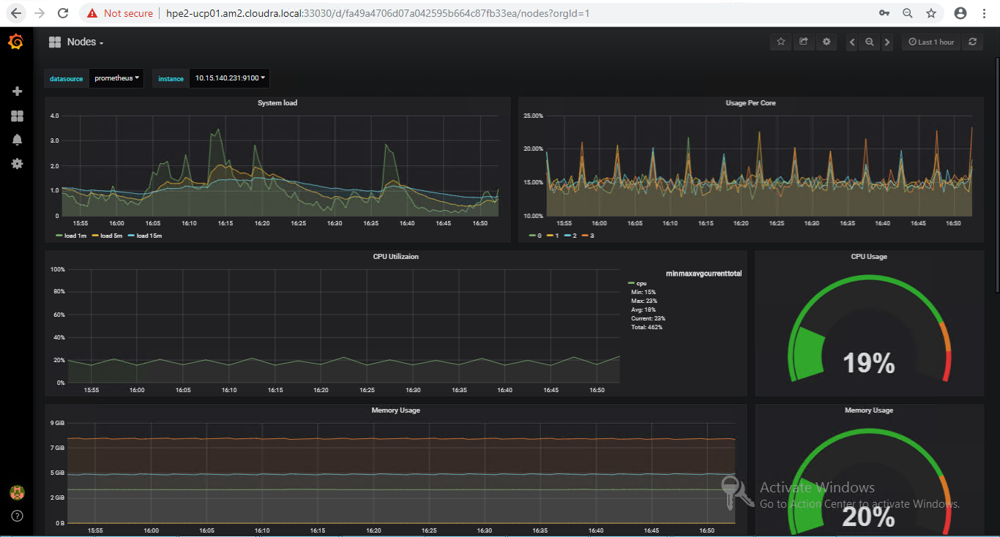 Not secure hpe2-ucp01.am2.cloudra.local:33030/d/fa49a4706d07a042595b664c87fb33ea/nodes?orgId=1
Nodes
Last 1 hour
datasource prometheus instance 10.15.140.231:9100
System load
4.0
3.0
2.0
1.0
0
15:55 16:00 16:05 16:10 16:15 16:20 16:25 16:30 16:35 16:40 16:45 16:50
load 1m load 5m load 15m
Usage Per Core
25.00%
20.00%
15.00%
10.00%
15:55 16:00 16:05 16:10 16:15 16:20 16:25 16:30 16:35 16:40 16:45 16:50
0 1 2 3
CPU Utilizaion
100%
80%
60%
40%
20%
0%
15:55 16:00 16:05 16:10 16:15 16:20 16:25 16:30 16:35 16:40 16:45 16:50
minmaxavgcurrenttotal
cpu
Min: 15%
Max: 23%
Avg: 18%
Current: 23%
Total: 462%
CPU Usage
19%
Memory Usage
9 GiB
7 GiB
5 GiB
2 GiB
0 B
15:55 16:00 16:05 16:10 16:15 16:20 16:25 16:30 16:35 16:40 16:45 16:50
Memory Usage
20%
Activate Windows
Go to Action Center to activate Windows.